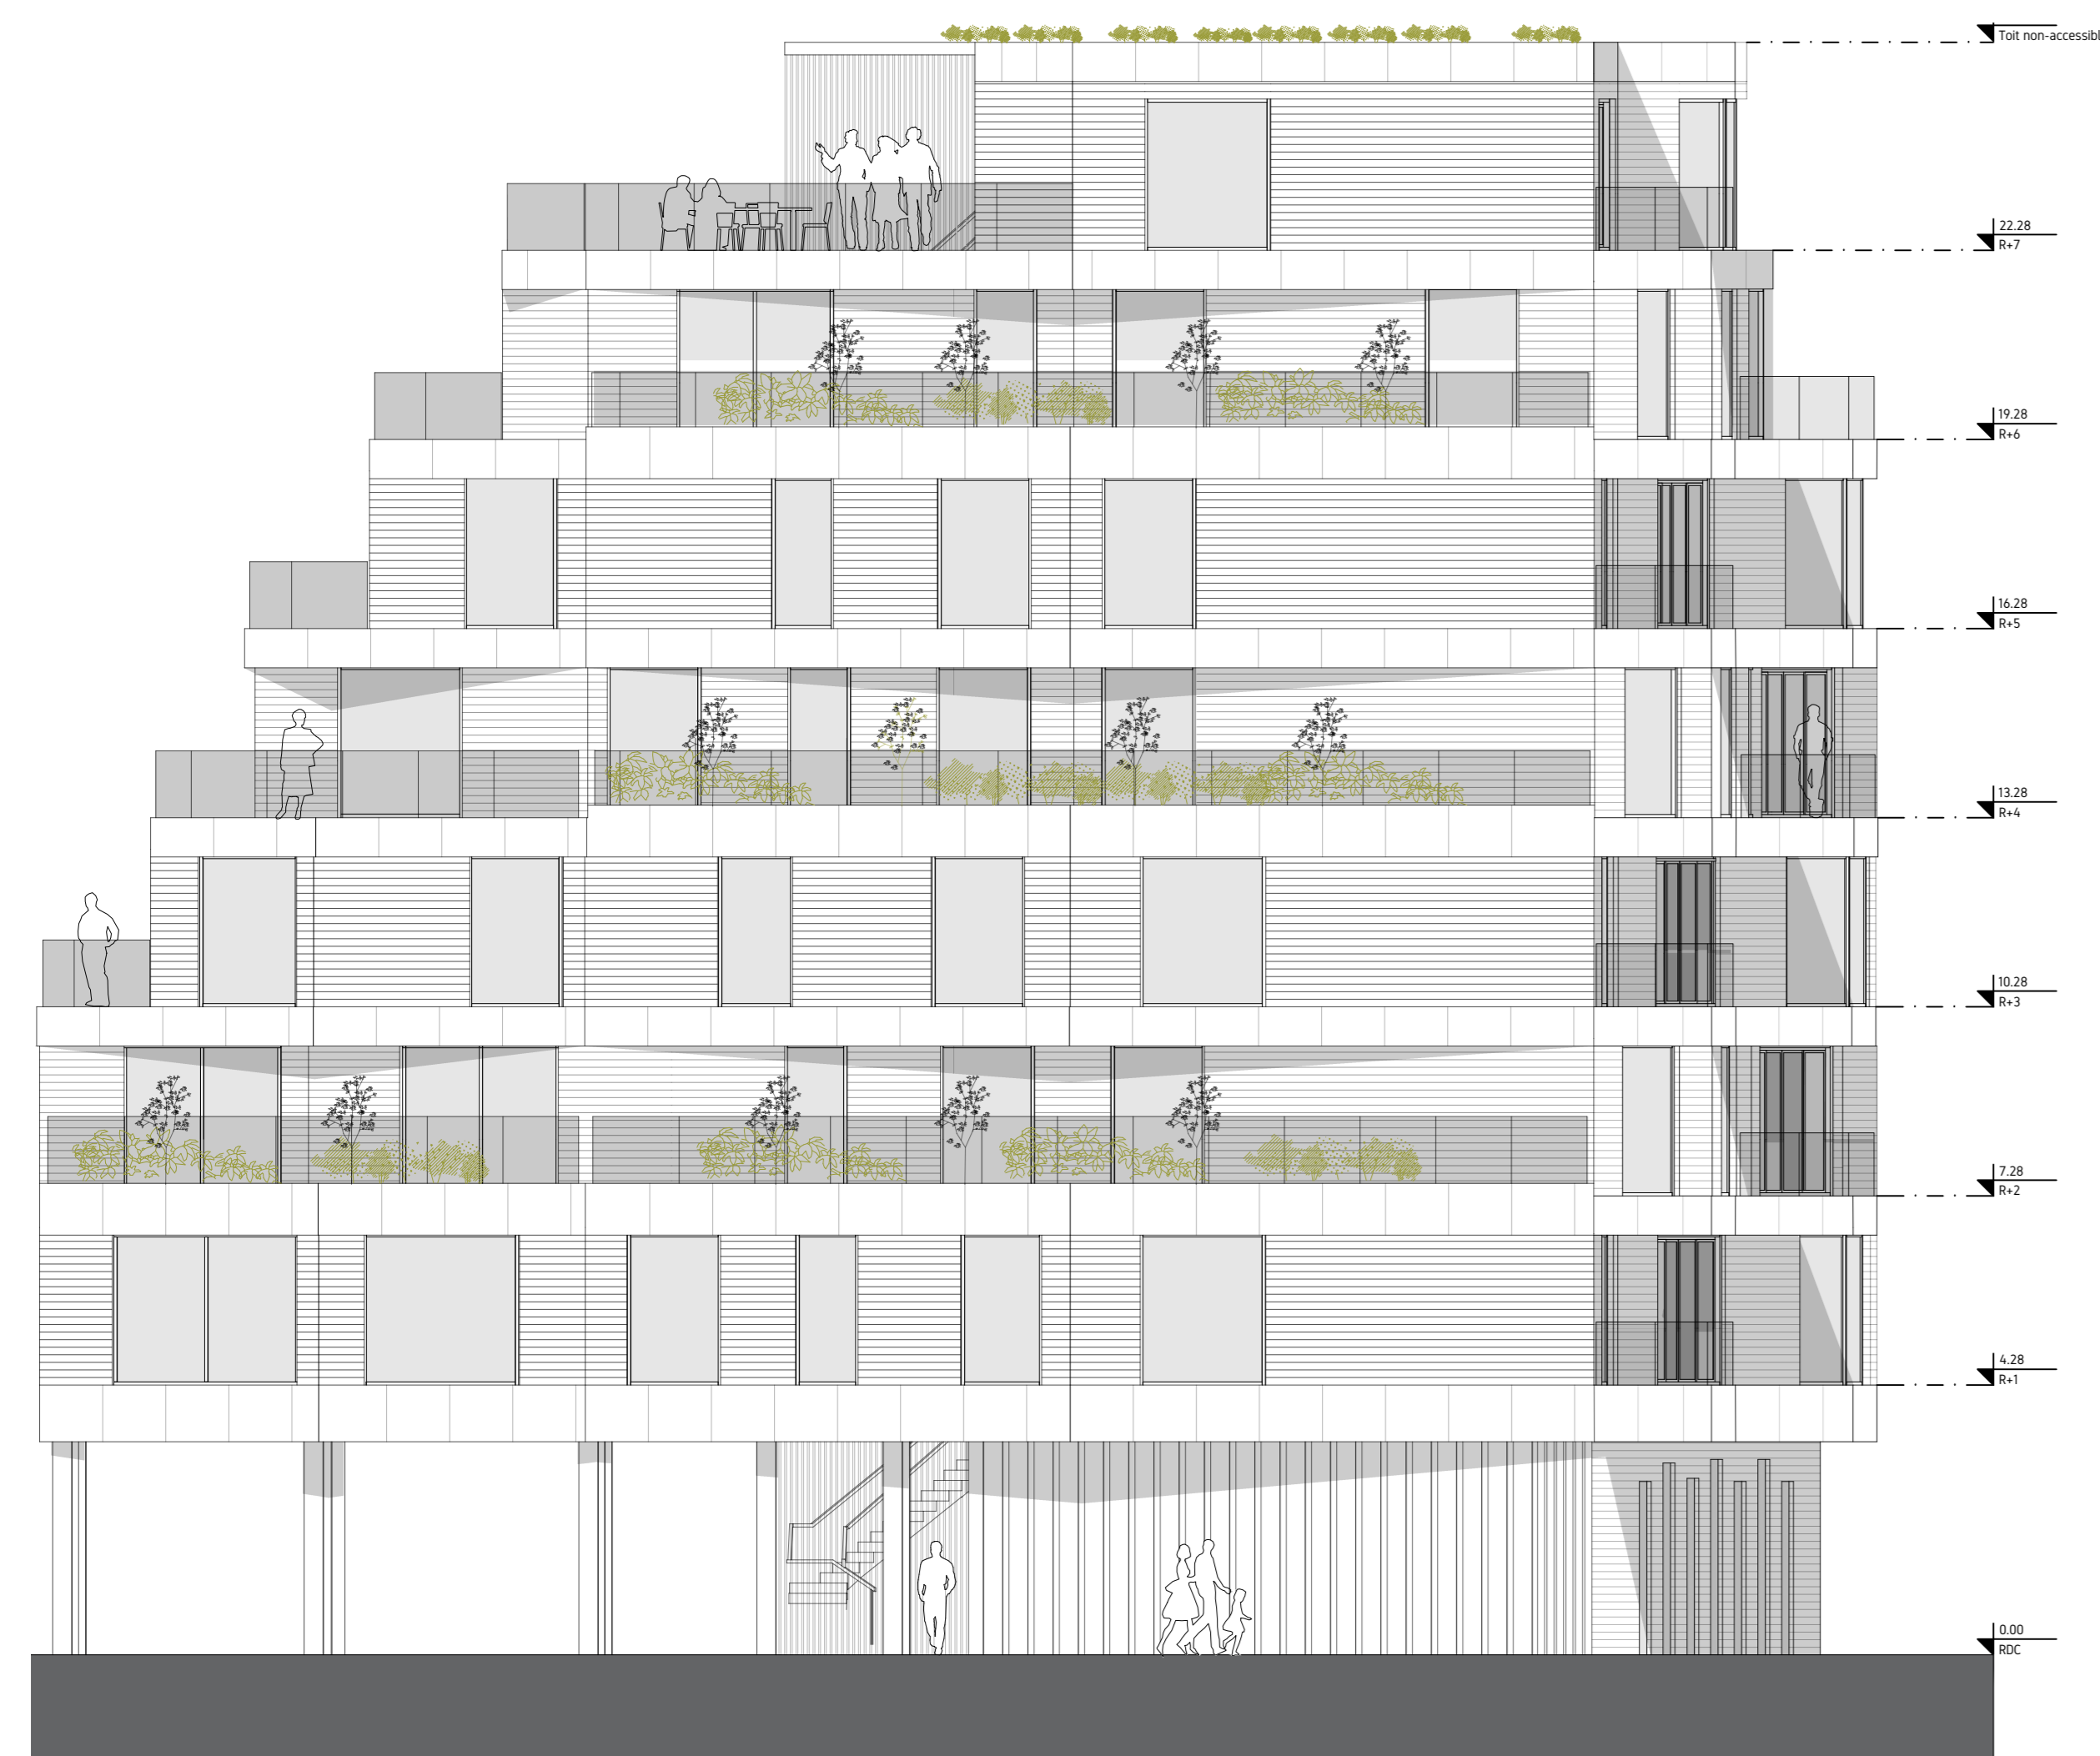 Toit non-accessibl
22.28
R+7
19.28
R+6
16.28
R+5
13.28
R+4
10.28
R+3
7.28
R+2
4.28
R+1
0.00
RDC